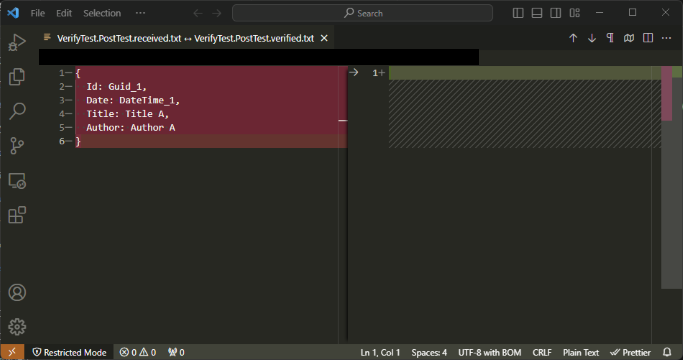 File Edit Selection ··· Search
VerifyTest.PostTest.received.txt ↔ VerifyTest.PostTest.verified.txt
1− {
2− Id: Guid_1,
3− Date: DateTime_1,
4− Title: Title A,
5− Author: Author A
6− }
1+
Restricted Mode 0 0 0 Ln 1, Col 1 Spaces: 4 UTF-8 with BOM CRLF Plain Text Prettier